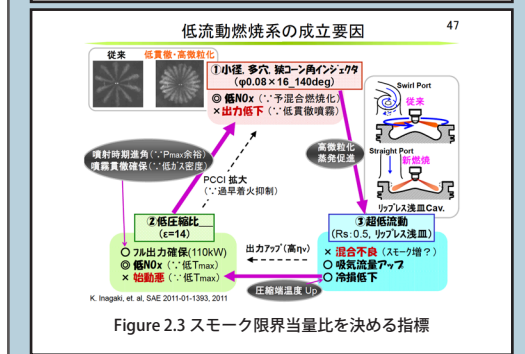 低流動燃焼系の成立要因
47
従来
低貫徹・高微粒化
①小径, 多穴, 狭コーン角インジェクタ
(φ0.08×16_140deg)
◎ 低NOx (∵予混合燃焼化)
×出力低下 (∵低貫徹噴霧)
Swirl Port
従来
Straight Port
新燃焼
リップレス浅皿Cav.
高微粒化
蒸発促進
噴射時期進角(∵Pmax余裕)
噴霧貫徹確保(∵低ガス密度)
PCCI 拡大
(∵過早着火抑制)
②低圧縮比
(ε=14)
○ フル出力確保(110kW)
◎ 低NOx (∵低Tmax)
× 始動悪 (∵低Tmax)
出力アップ(高ηv)
③超低流動
(Rs:0.5, リップレス浅皿)
× 混合不良 (スモーク増?)
○ 吸気流量アップ
○ 冷損低下
圧縮端温度 Up
K. Inagaki, et. al, SAE 2011-01-1393, 2011
Figure 2.3 スモーク限界当量比を決める指標